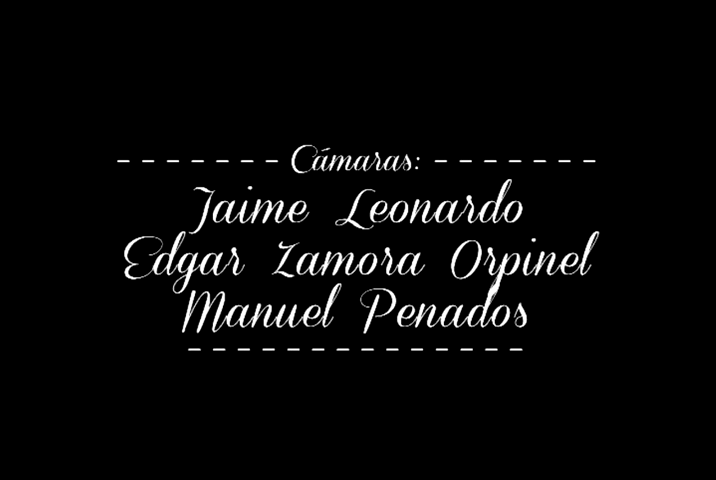 - - - - - - - Cámaras: - - - - - - -
Jaime Leonardo
Edgar Zamora Orpinel
Manuel Penados
- - - - - - - - - - - - - -